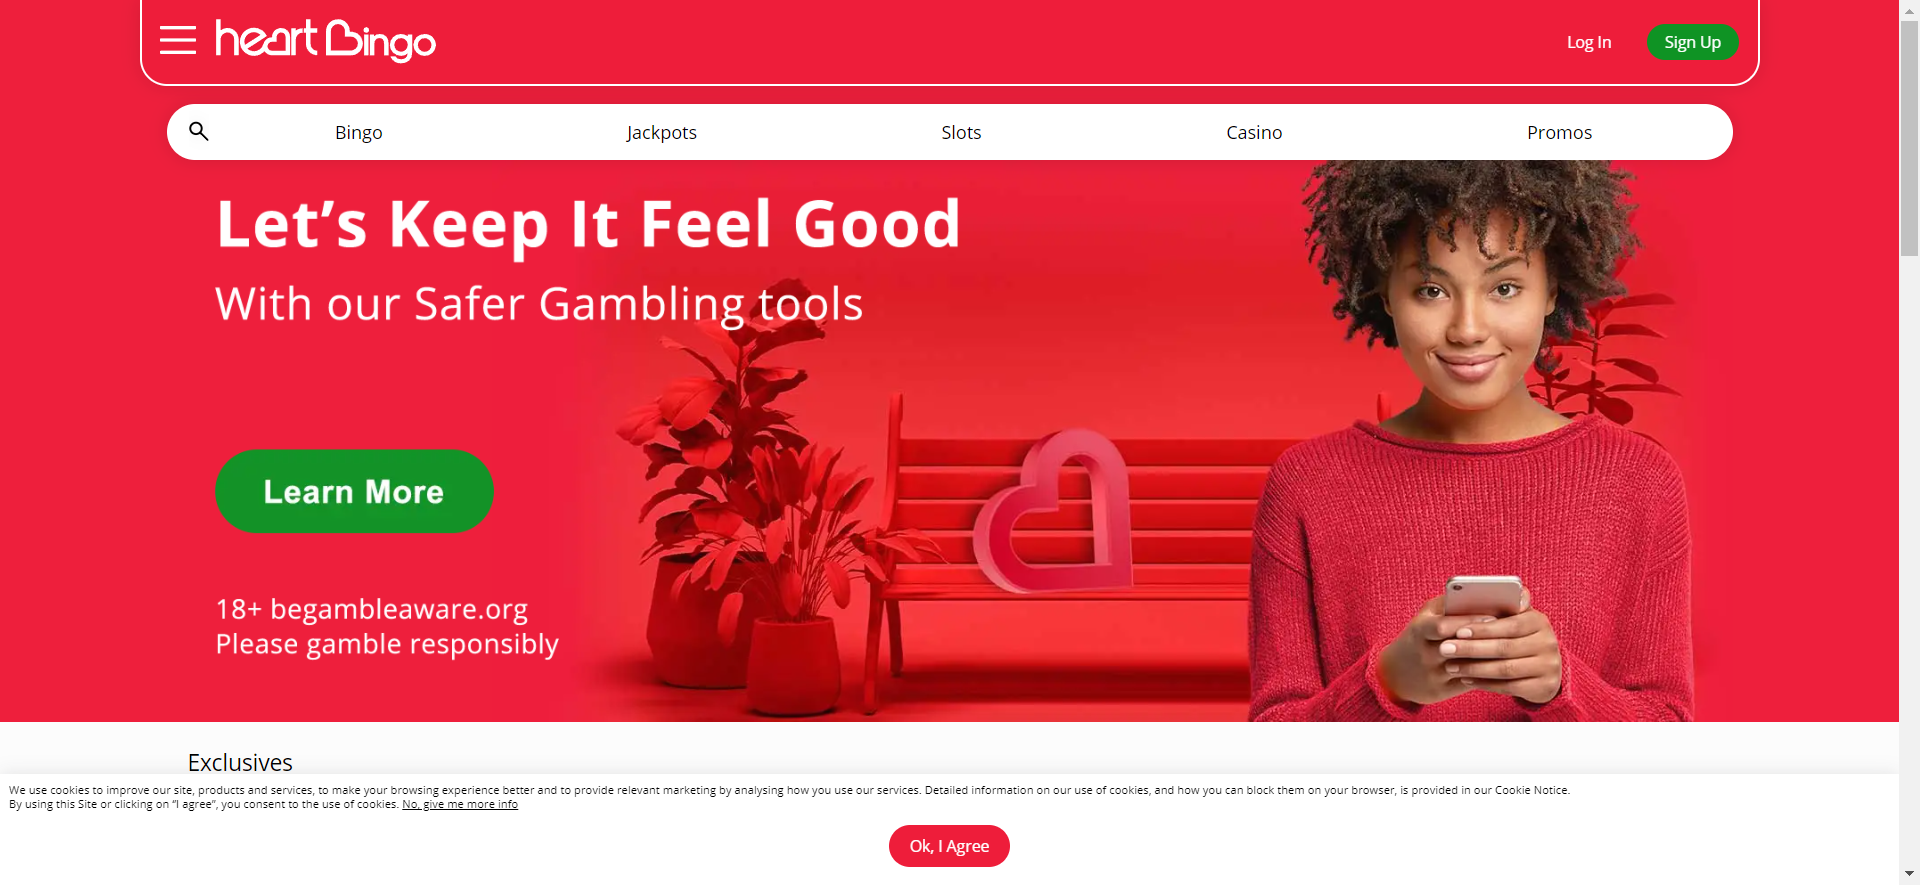 heart Bingo
Log In
Sign Up
Bingo
Jackpots
Slots
Casino
Promos
Let's Keep It Feel Good
With our Safer Gambling tools
Learn More
18+ begambleaware.org
Please gamble responsibly
Exclusives
We use cookies to improve our site, products and services, to make your browsing experience better and to provide relevant marketing by analysing how you use our services. Detailed information on our use of cookies, and how you can block them on your browser, is provided in our Cookie Notice.
By using this Site or clicking on “I agree”, you consent to the use of cookies. No, give me more info
Ok, I Agree